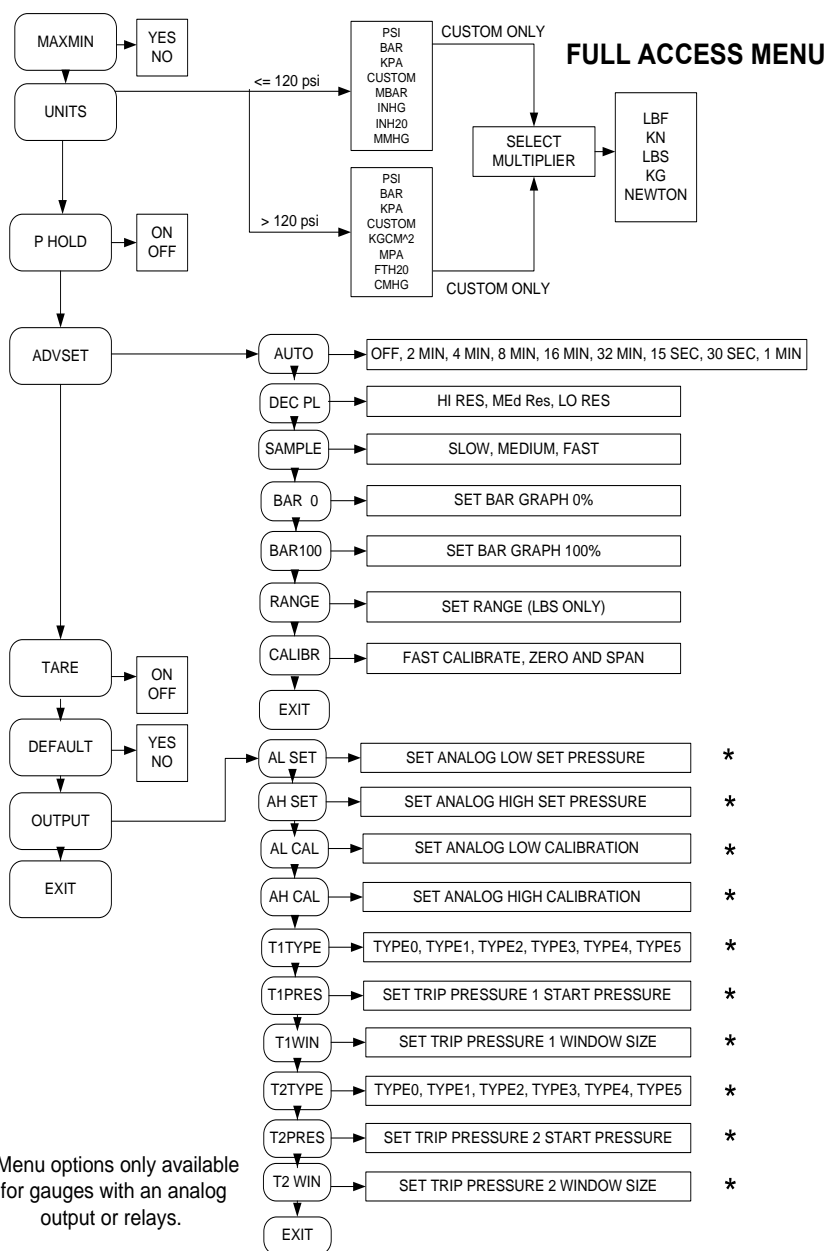 FULL ACCESS MENU
MAXMIN
YES
NO
UNITS
<= 120 psi
PSI
BAR
KPA
CUSTOM
MBAR
INHG
INH20
MMHG
CUSTOM ONLY
> 120 psi
PSI
BAR
KPA
CUSTOM
KGCM^2
MPA
FTH20
CMHG
CUSTOM ONLY
SELECT
MULTIPLIER
LBF
KN
LBS
KG
NEWTON
P HOLD
ON
OFF
ADVSET
AUTO
OFF, 2 MIN, 4 MIN, 8 MIN, 16 MIN, 32 MIN, 15 SEC, 30 SEC, 1 MIN
DEC PL
HI RES, MEd Res, LO RES
SAMPLE
SLOW, MEDIUM, FAST
BAR 0
SET BAR GRAPH 0%
BAR100
SET BAR GRAPH 100%
RANGE
SET RANGE (LBS ONLY)
CALIBR
FAST CALIBRATE, ZERO AND SPAN
EXIT
TARE
ON
OFF
DEFAULT
YES
NO
OUTPUT
AL SET
SET ANALOG LOW SET PRESSURE *
AH SET
SET ANALOG HIGH SET PRESSURE *
AL CAL
SET ANALOG LOW CALIBRATION *
AH CAL
SET ANALOG HIGH CALIBRATION *
T1TYPE
TYPE0, TYPE1, TYPE2, TYPE3, TYPE4, TYPE5 *
T1PRES
SET TRIP PRESSURE 1 START PRESSURE *
T1WIN
SET TRIP PRESSURE 1 WINDOW SIZE *
T2TYPE
TYPE0, TYPE1, TYPE2, TYPE3, TYPE4, TYPE5 *
T2PRES
SET TRIP PRESSURE 2 START PRESSURE *
T2 WIN
SET TRIP PRESSURE 2 WINDOW SIZE *
EXIT
EXIT
Menu options only available
for gauges with an analog
output or relays.